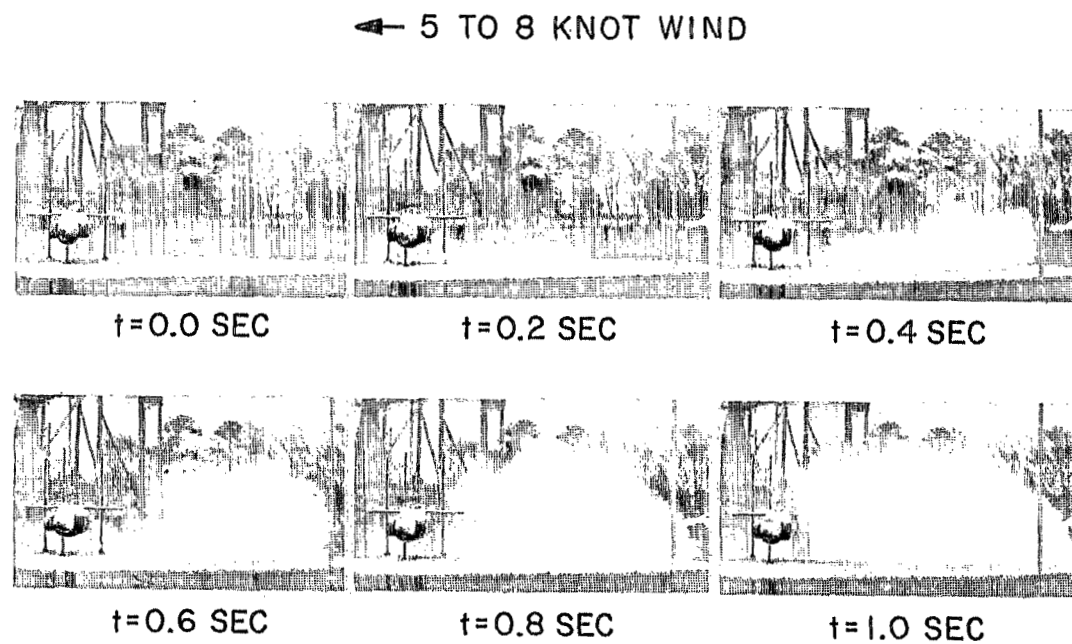 5 TO 8 KNOT WIND
t=0.0 SEC
t=0.2 SEC
t=0.4 SEC
t=0.6 SEC
t=0.8 SEC
t=1.0 SEC